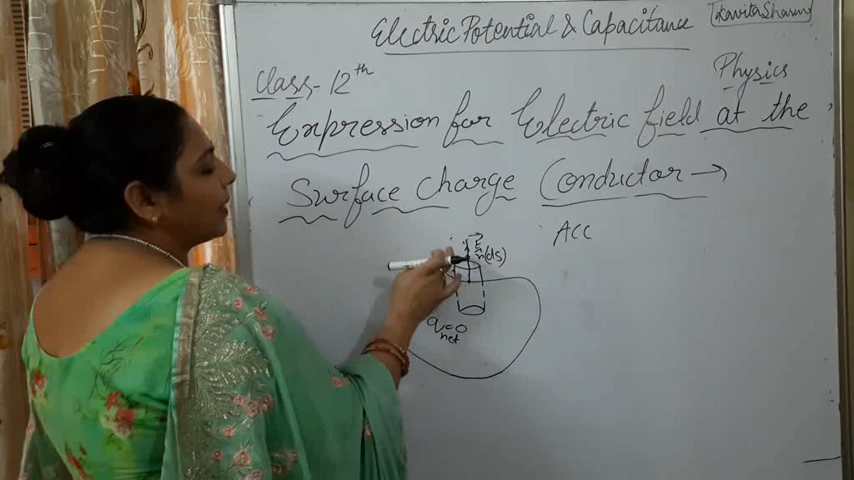 Electric Potential & Capacitance
Kavita Sharma
Class-12th
Physics
Expression for Electric field at the
Surface Charge Conductor →
ACC
E
n(ds)
q=0
net